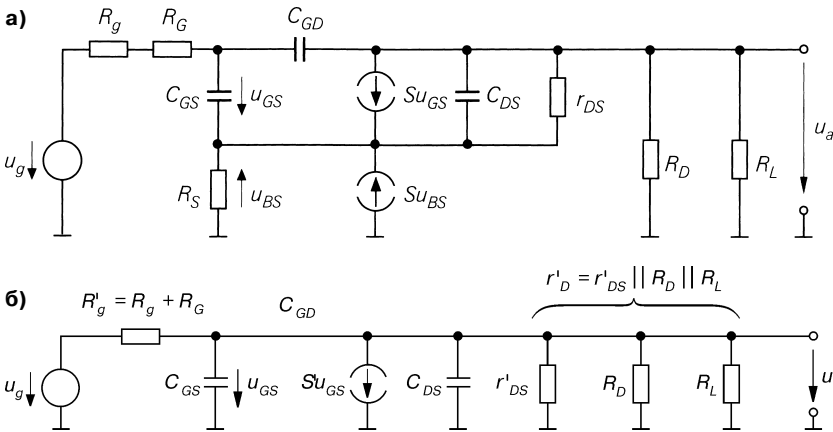 а)
R_g R_G C_GD
C_GS u_GS Su_GS C_DS r_DS
u_g R_S u_BS Su_BS R_D R_L u_a
б)
R'_g = R_g + R_G C_GD r'_D = r'_DS || R_D || R_L
u_g C_GS u_GS S'u_GS C_DS r'_DS R_D R_L u